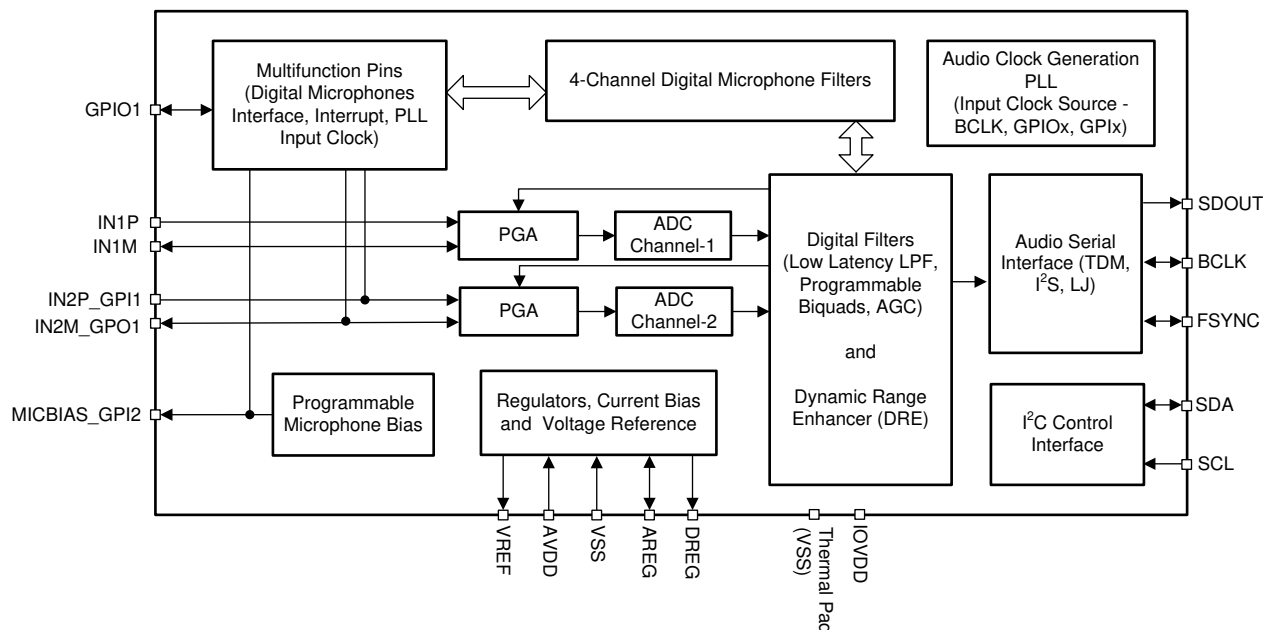 Multifunction Pins
(Digital Microphones
Interface, Interrupt, PLL
Input Clock)
4-Channel Digital Microphone Filters
Audio Clock Generation
PLL
(Input Clock Source -
BCLK, GPIOx, GPIx)
GPIO1
IN1P
IN1M
IN2P_GPI1
IN2M_GPO1
MICBIAS_GPI2
PGA
ADC
Channel-1
PGA
ADC
Channel-2
Programmable
Microphone Bias
Regulators, Current Bias
and Voltage Reference
Digital Filters
(Low Latency LPF,
Programmable
Biquads, AGC)
and
Dynamic Range
Enhancer (DRE)
Audio Serial
Interface (TDM,
I²S, LJ)
I²C Control
Interface
SDOUT
BCLK
FSYNC
SDA
SCL
VREF
AVDD
VSS
AREG
DREG
Thermal Pad
(VSS)
IOVDD